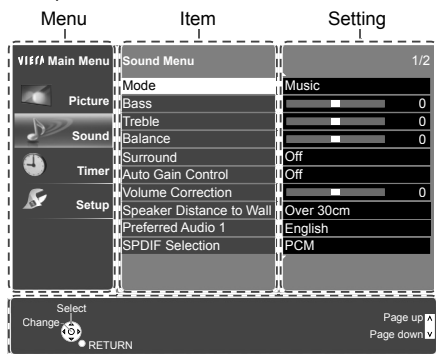 Menu Item Setting
VIErA Main Menu Sound Menu 1/2
Mode Music
Picture
Bass 0
Treble 0
Sound
Balance 0
Surround Off
Timer
Auto Gain Control Off
Volume Correction 0
Setup
Speaker Distance to Wall Over 30cm
Preferred Audio 1 English
SPDIF Selection PCM
Select
Change
RETURN
Page up
Page down